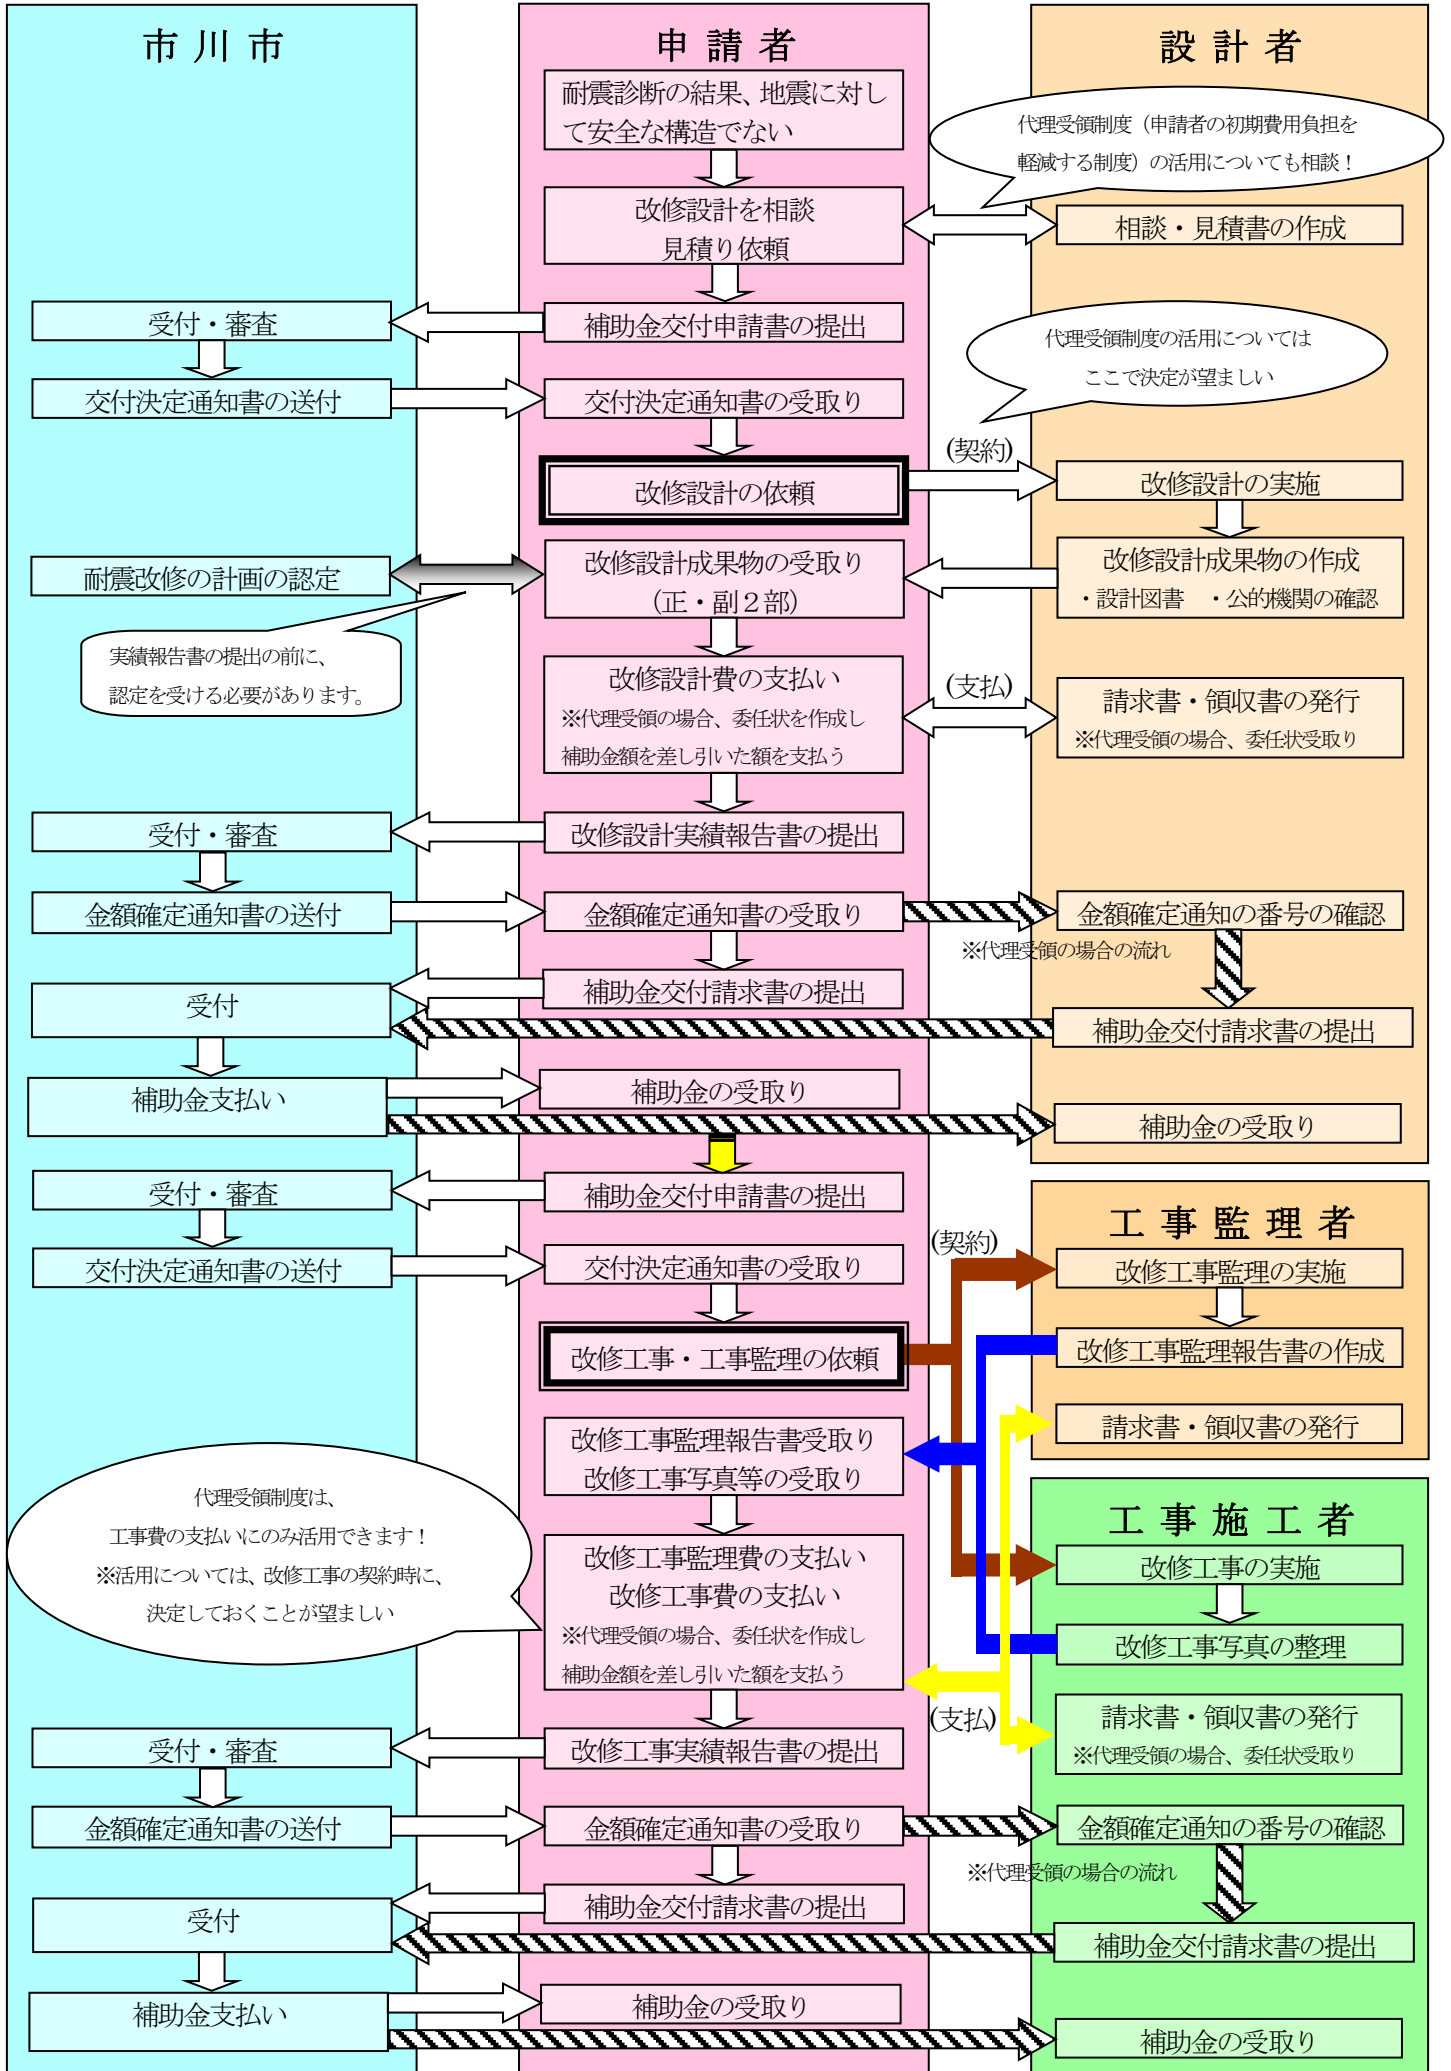 市川市
申請者
設計者
耐震診断の結果、地震に対し
て安全な構造でない
代理受領制度（申請者の初期費用負担を
軽減する制度）の活用についても相談！
改修設計を相談
見積り依頼
相談・見積書の作成
受付・審査
補助金交付申請書の提出
代理受領制度の活用については
ここで決定が望ましい
交付決定通知書の送付
交付決定通知書の受取り
(契約)
改修設計の依頼
改修設計の実施
耐震改修の計画の認定
改修設計成果物の受取り
（正・副２部）
改修設計成果物の作成
・設計図書　・公的機関の確認
実績報告書の提出の前に、
認定を受ける必要があります。
改修設計費の支払い
※代理受領の場合、委任状を作成し
補助金額を差し引いた額を支払う
(支払)
請求書・領収書の発行
※代理受領の場合、委任状受取り
受付・審査
改修設計実績報告書の提出
金額確定通知書の送付
金額確定通知書の受取り
金額確定通知の番号の確認
※代理受領の場合の流れ
受付
補助金交付請求書の提出
補助金交付請求書の提出
補助金支払い
補助金の受取り
補助金の受取り
受付・審査
補助金交付申請書の提出
工事監理者
交付決定通知書の送付
交付決定通知書の受取り
(契約)
改修工事監理の実施
改修工事・工事監理の依頼
改修工事監理報告書の作成
請求書・領収書の発行
改修工事監理報告書受取り
改修工事写真等の受取り
代理受領制度は、
工事費の支払いにのみ活用できます！
※活用については、改修工事の契約時に、
決定しておくことが望ましい
工事施工者
改修工事監理費の支払い
改修工事費の支払い
※代理受領の場合、委任状を作成し
補助金額を差し引いた額を支払う
改修工事の実施
改修工事写真の整理
(支払)
請求書・領収書の発行
※代理受領の場合、委任状受取り
受付・審査
改修工事実績報告書の提出
金額確定通知書の送付
金額確定通知書の受取り
金額確定通知の番号の確認
※代理受領の場合の流れ
受付
補助金交付請求書の提出
補助金交付請求書の提出
補助金支払い
補助金の受取り
補助金の受取り